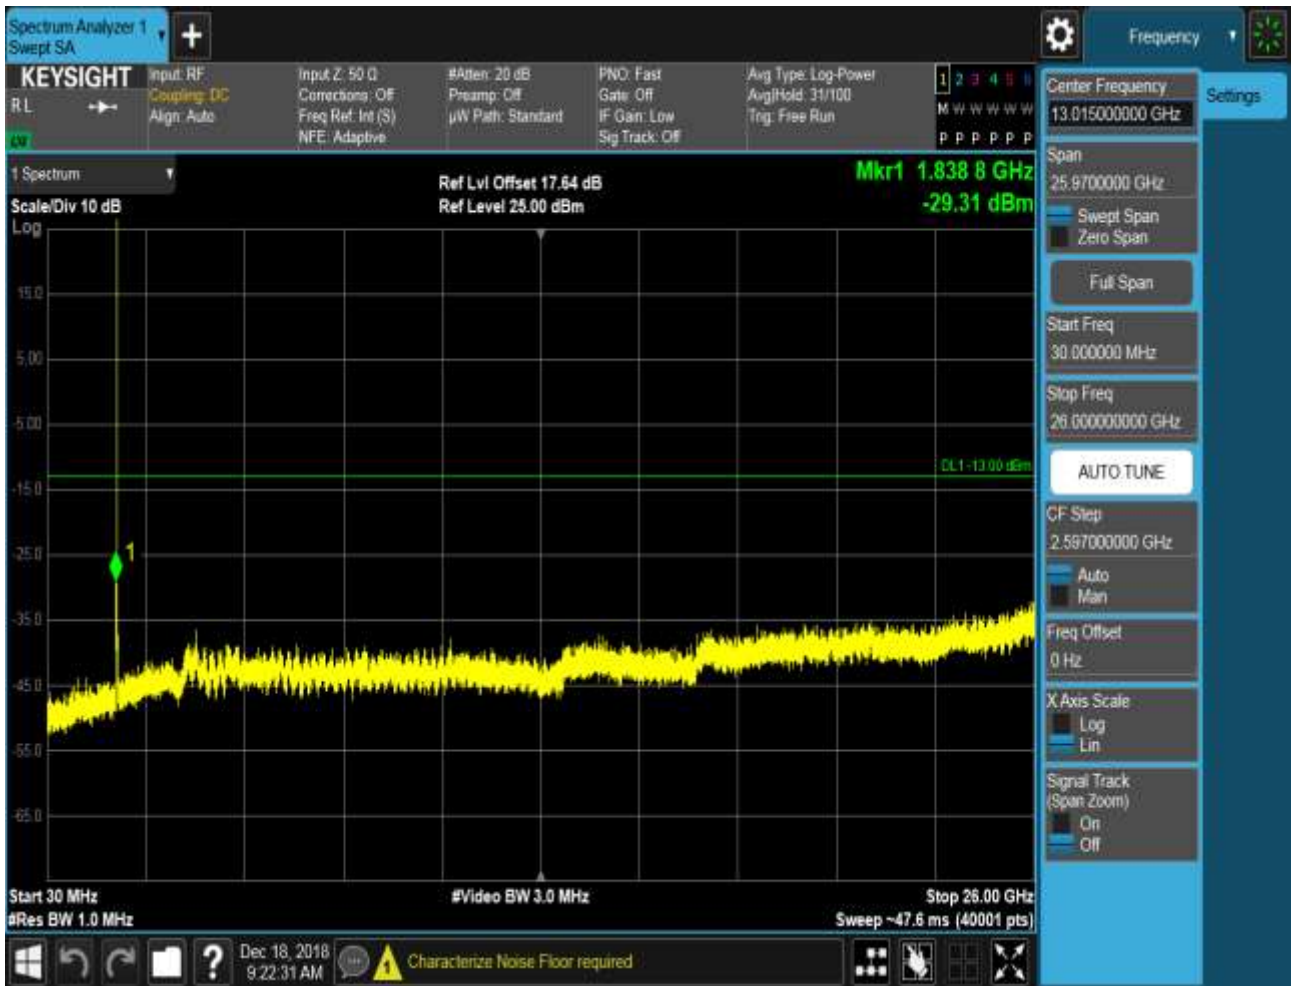 Spectrum Analyzer 1
Swept SA
+
Frequency
KEYSIGHT
R L
Input: RF
Coupling: DC
Align: Auto
Input Z: 50 Ω
Corrections: Off
Freq Ref: Int (S)
NFE: Adaptive
#Atten: 20 dB
Preamp: Off
µW Path: Standard
PNO: Fast
Gate: Off
IF Gain: Low
Sig Track: Off
Avg Type: Log-Power
Avg|Hold: 31/100
Trig: Free Run
1 2 3 4 5 6
M W W W W W
P P P P P P
1 Spectrum
Scale/Div 10 dB
Log
Ref Lvl Offset 17.64 dB
Ref Level 25.00 dBm
Mkr1 1.838 8 GHz
-29.31 dBm
15.0
5.00
-5.00
DL1 -13.00 dBm
-15.0
-25.0
1
-35.0
-45.0
-55.0
-65.0
Start 30 MHz
#Res BW 1.0 MHz
#Video BW 3.0 MHz
Stop 26.00 GHz
Sweep ~47.6 ms (40001 pts)
Center Frequency
13.015000000 GHz
Settings
Span
25.9700000 GHz
Swept Span
Zero Span
Full Span
Start Freq
30.000000 MHz
Stop Freq
26.000000000 GHz
AUTO TUNE
CF Step
2.597000000 GHz
Auto
Man
Freq Offset
0 Hz
X Axis Scale
Log
Lin
Signal Track
(Span Zoom)
On
Off
?
Dec 18, 2018
9:22:31 AM
1
Characterize Noise Floor required